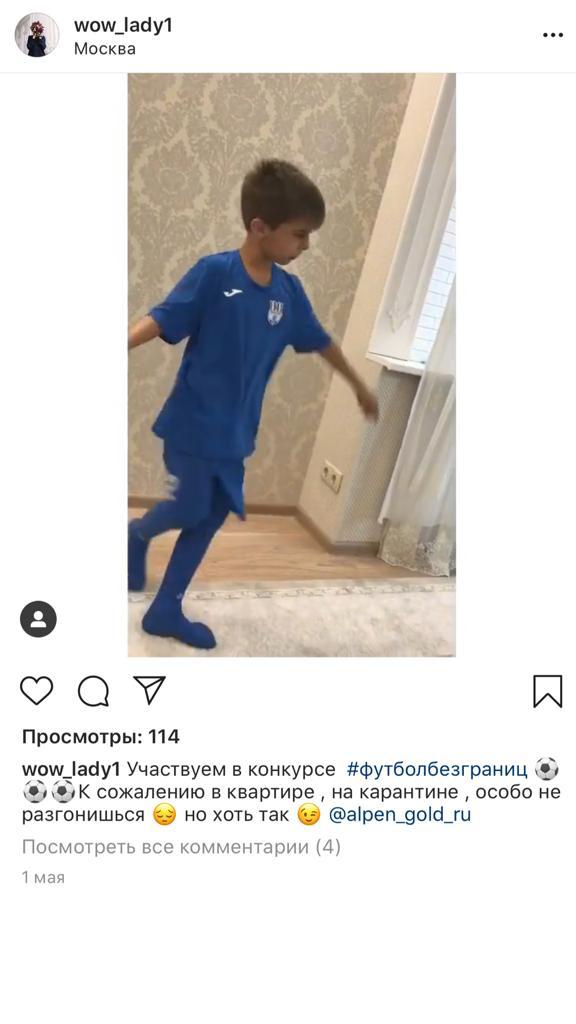 wow_lady1
Москва
Просмотры: 114
wow_lady1 Участвуем в конкурсе #футболбезграниц ⚽
⚽⚽К сожалению в квартире , на карантине , особо не
разгонишься 😔 но хоть так 😉 @alpen_gold_ru
Посмотреть все комментарии (4)
1 мая